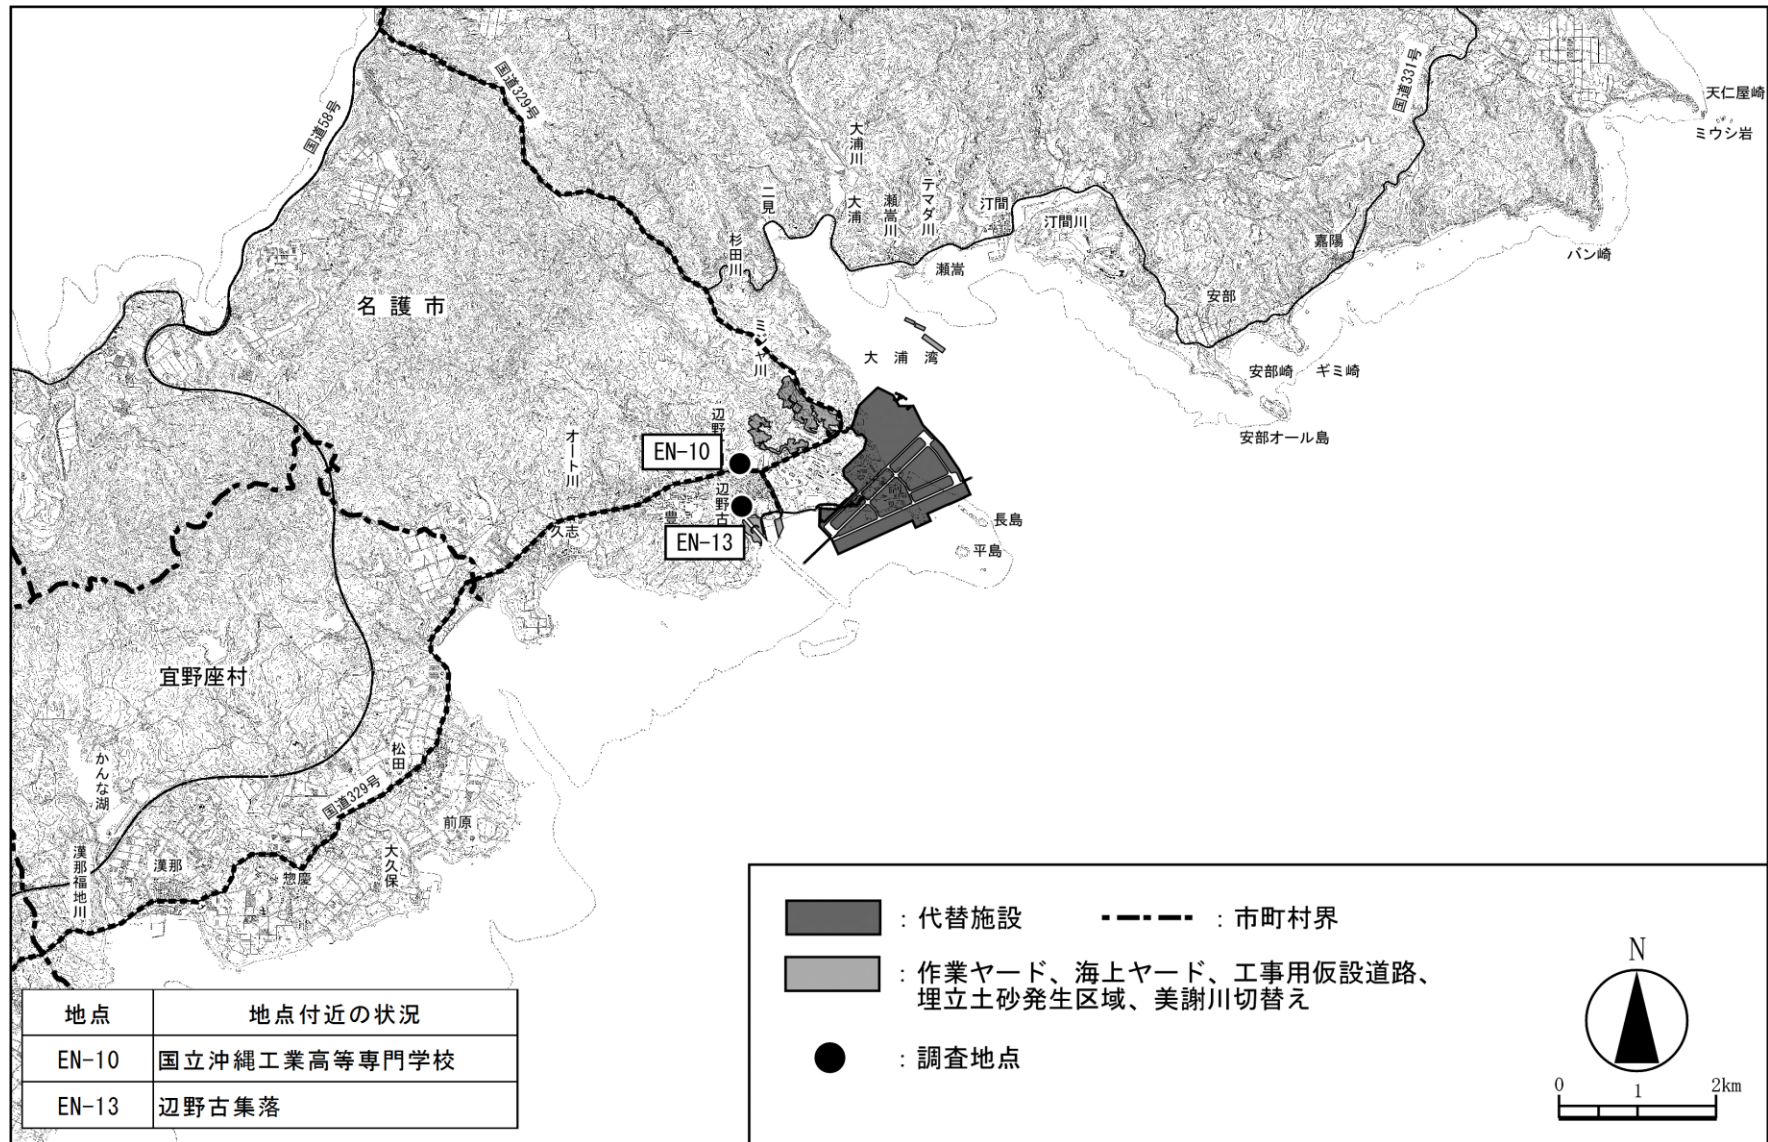 国道58号
国道329号
国道331号
天仁屋崎
ミウシ岩
バン崎
大浦川
大浦
瀬嵩川
テマダ川
汀間
汀間川
嘉陽
二見
杉田川
瀬嵩
安部
名護市
大浦湾
安部崎
ギミ崎
安部オール島
オート川
EN-10
辺野古
EN-13
久志
長島
平島
宜野座村
かんな湖
松田
国道329号
前原
大久保
漢那福地川
漢那
惣慶
地点 地点付近の状況
EN-10 国立沖縄工業高等専門学校
EN-13 辺野古集落
:代替施設 :市町村界
:作業ヤード、海上ヤード、工事用仮設道路、
埋立土砂発生区域、美謝川切替え
:調査地点
N
0 1 2km